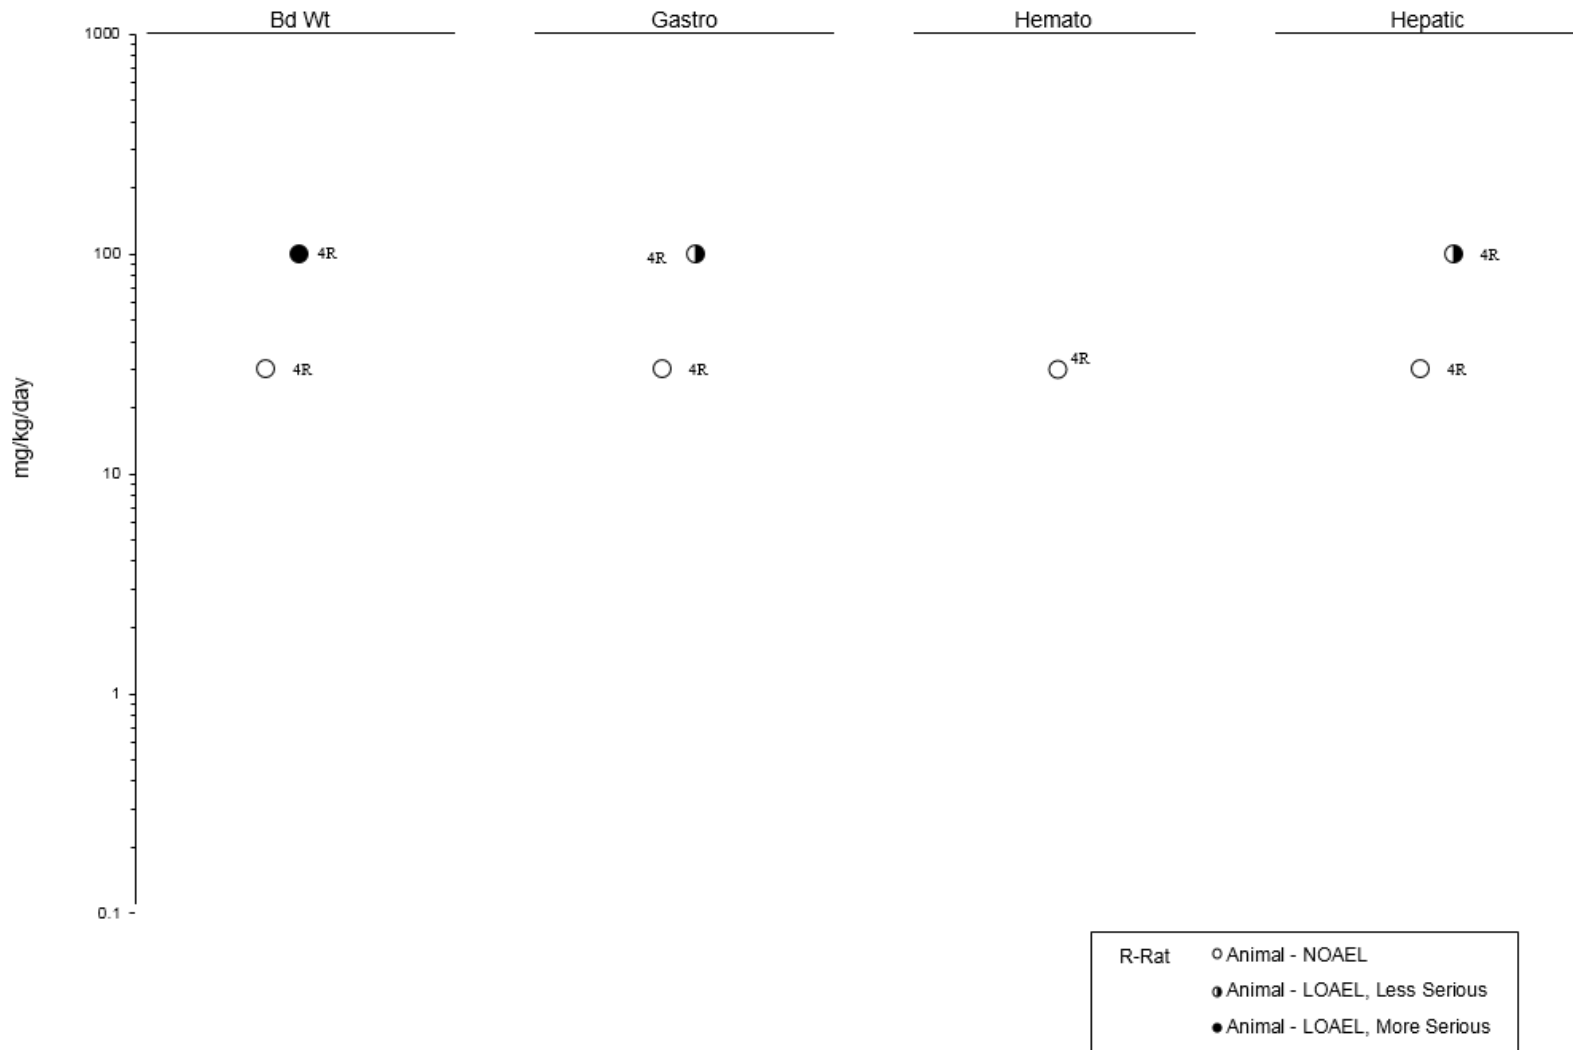 Bd Wt Gastro Hemato Hepatic
1000
100 4R 4R 4R
4R 4R 4R 4R
mg/kg/day
10
1
0.1
R-Rat Animal - NOAEL
Animal - LOAEL, Less Serious
Animal - LOAEL, More Serious